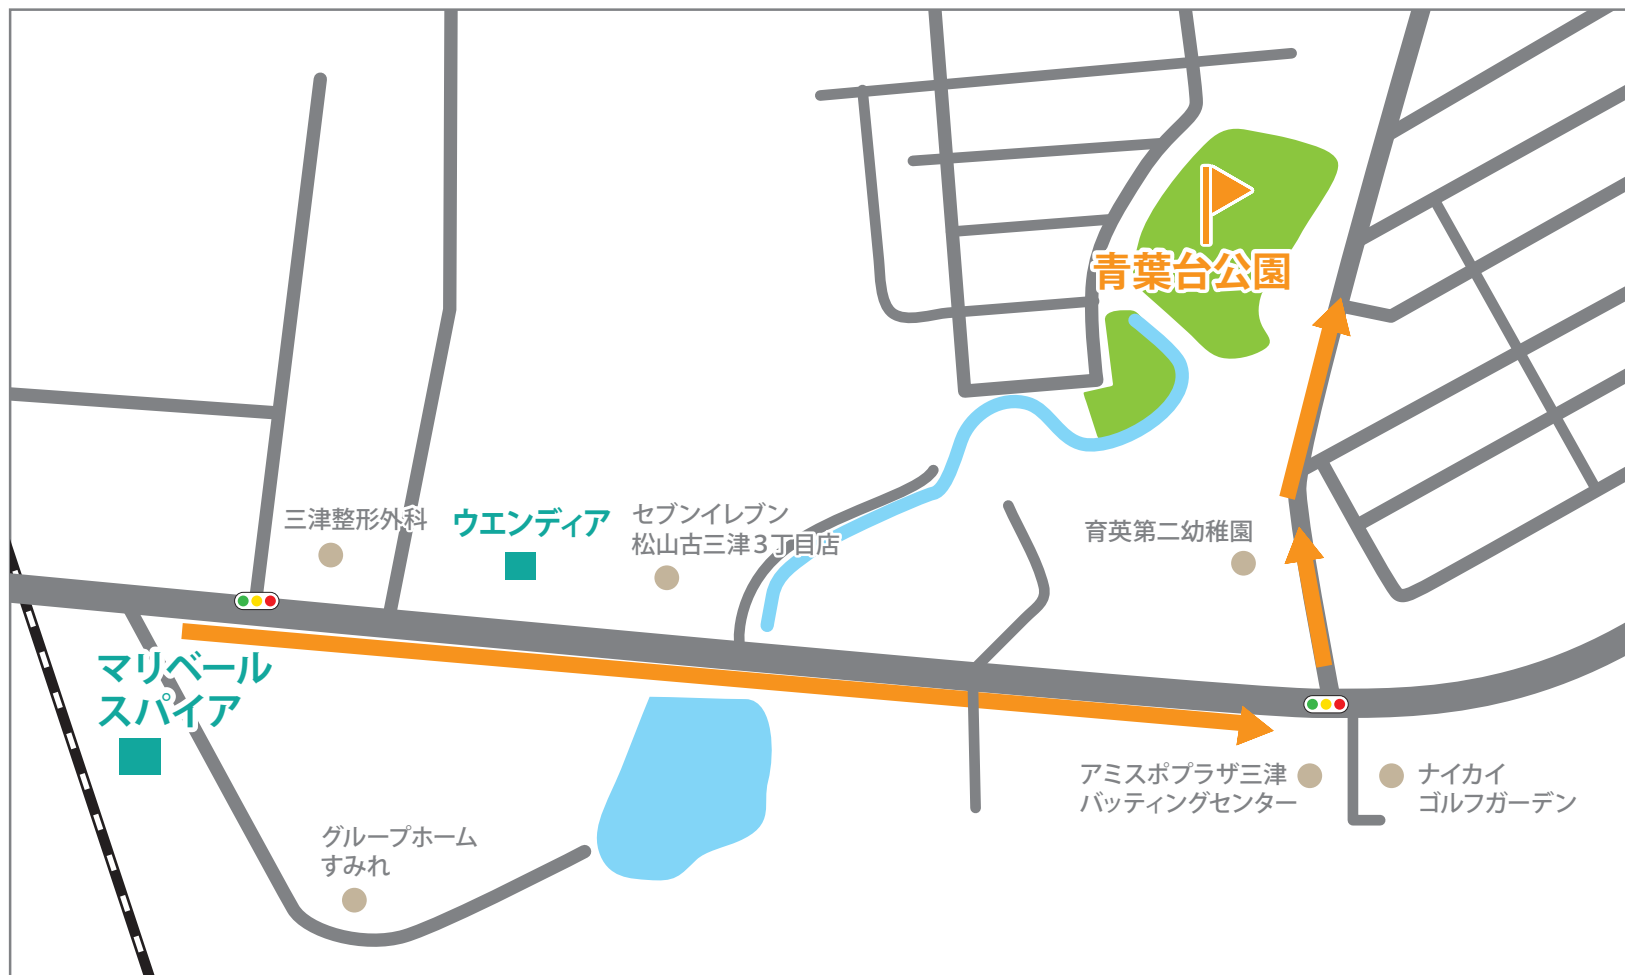 青葉台公園
三津整形外科
ウエンディア
セブンイレブン
松山古三津3丁目店
育英第二幼稚園
マリベール
スパイア
アミスポプラザ三津
バッティングセンター
ナイカイ
ゴルフガーデン
グループホーム
すみれ